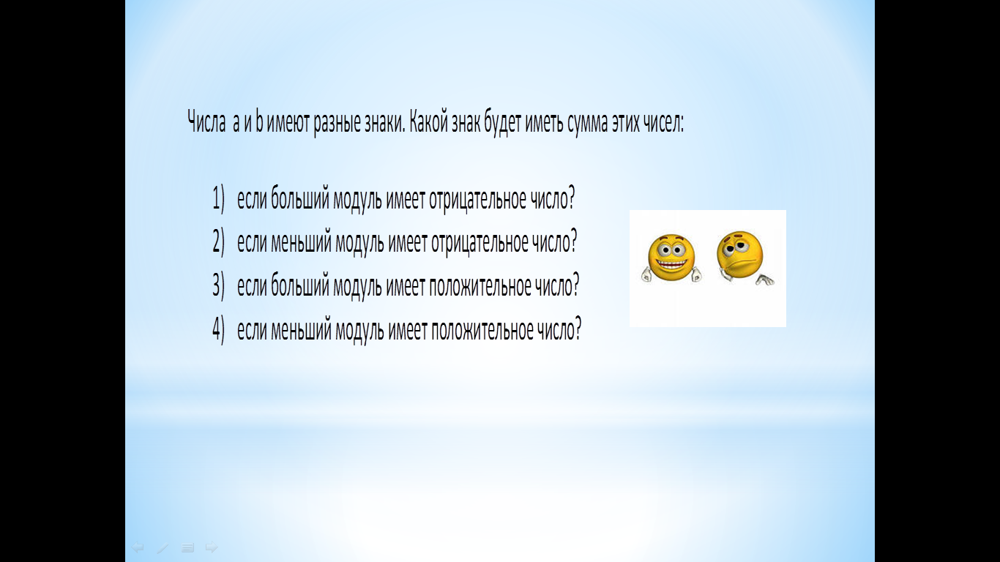 Числа a и b имеют разные знаки. Какой знак будет иметь сумма этих чисел:
1) если больший модуль имеет отрицательное число?
2) если меньший модуль имеет отрицательное число?
3) если больший модуль имеет положительное число?
4) если меньший модуль имеет положительное число?